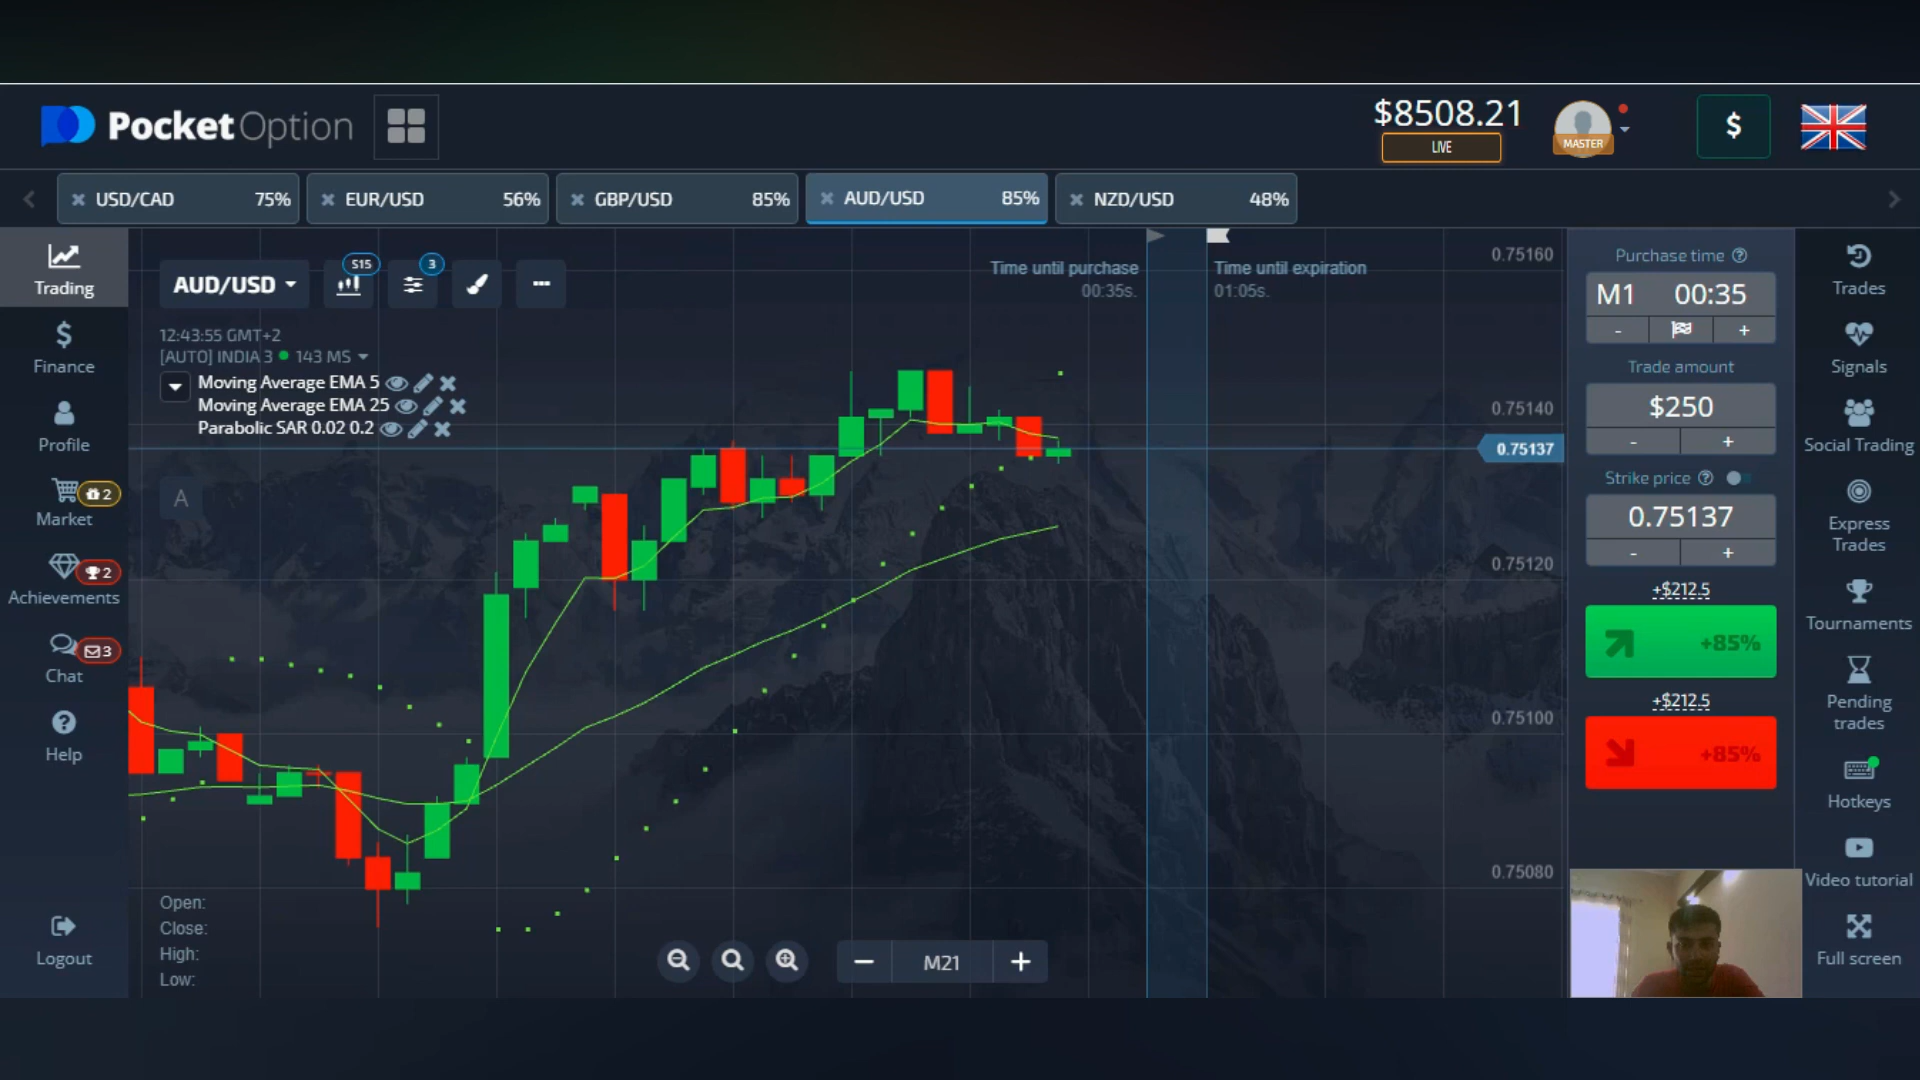 PocketOption
$8508.21
LIVE
MASTER
$
USD/CAD 75%
EUR/USD 56%
GBP/USD 85%
AUD/USD 85%
NZD/USD 48%
Trading
Finance
Profile
Market
2
Achievements
2
Chat
3
Help
Logout
AUD/USD
S15
3
12:43:55 GMT+2
[AUTO] INDIA 3 143 MS
Moving Average EMA 5
Moving Average EMA 25
Parabolic SAR 0.02 0.2
A
Time until purchase
00:35s.
Time until expiration
01:05s.
0.75160
0.75140
0.75137
0.75120
0.75100
0.75080
Open:
Close:
High:
Low:
M21
Purchase time
M1 00:35
- +
Trade amount
$250
- +
Strike price
0.75137
- +
+$212.5
+85%
+$212.5
+85%
Trades
Signals
Social Trading
Express
Trades
Tournaments
Pending
trades
Hotkeys
Video tutorial
Full screen